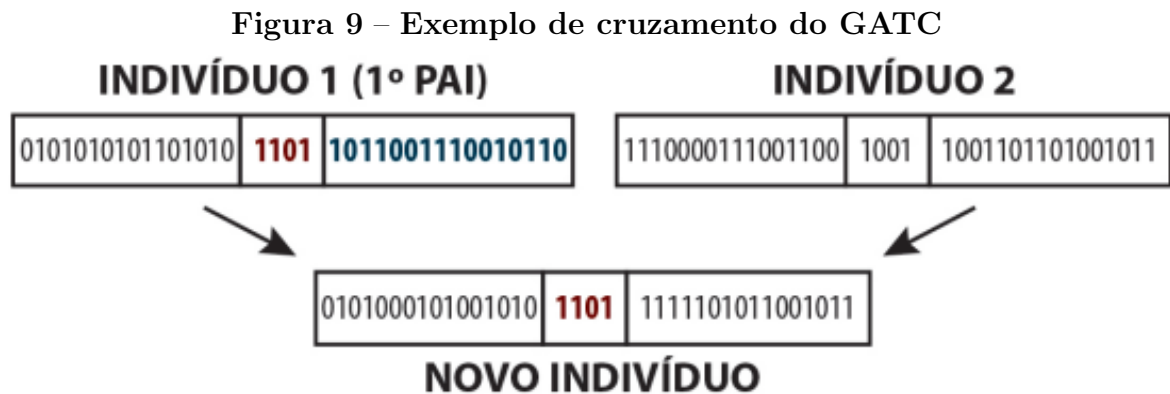 Figura 9 – Exemplo de cruzamento do GATC
INDIVÍDUO 1 (1º PAI) INDIVÍDUO 2
0101010101101010 1101 1011001110010110 1110000111001100 1001 1001101101001011
0101000101001010 1101 1111101011001011
NOVO INDIVÍDUO